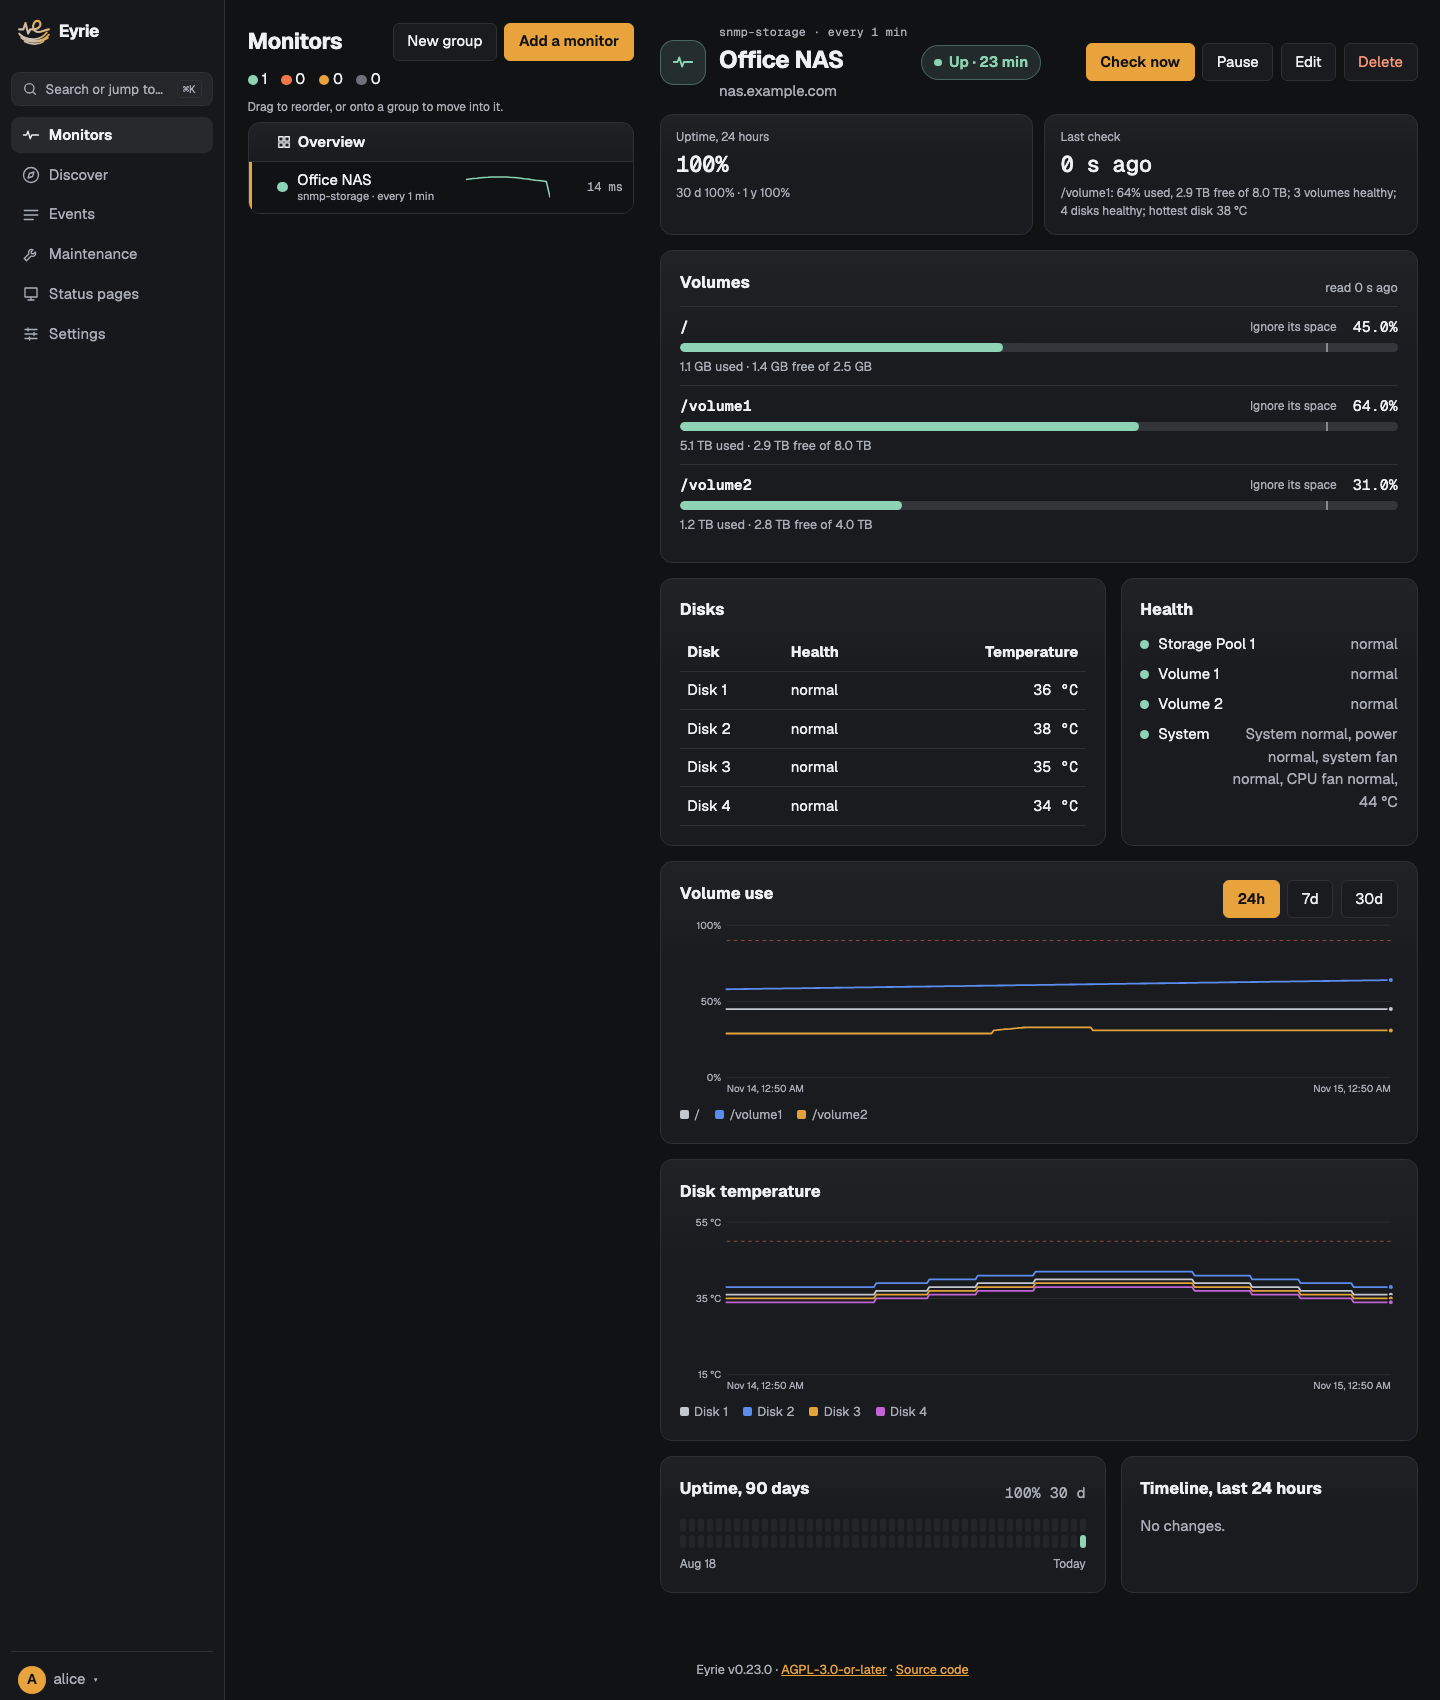 Eyrie
Search or jump to... ⌘K
Monitors
Discover
Events
Maintenance
Status pages
Settings
A alice
Monitors
New group
Add a monitor
1 0 0 0
Drag to reorder, or onto a group to move into it.
Overview
Office NAS
snmp-storage · every 1 min
14 ms
snmp-storage · every 1 min
Office NAS
nas.example.com
Up · 23 min
Check now
Pause
Edit
Delete
Uptime, 24 hours
100%
30 d 100% · 1 y 100%
Last check
0 s ago
/volume1: 64% used, 2.9 TB free of 8.0 TB; 3 volumes healthy;
4 disks healthy; hottest disk 38 °C
Volumes
read 0 s ago
/ Ignore its space 45.0%
1.1 GB used · 1.4 GB free of 2.5 GB
/volume1 Ignore its space 64.0%
5.1 TB used · 2.9 TB free of 8.0 TB
/volume2 Ignore its space 31.0%
1.2 TB used · 2.8 TB free of 4.0 TB
Disks
Disk Health Temperature
Disk 1 normal 36 °C
Disk 2 normal 38 °C
Disk 3 normal 35 °C
Disk 4 normal 34 °C
Health
Storage Pool 1 normal
Volume 1 normal
Volume 2 normal
System System normal, power
normal, system fan
normal, CPU fan normal,
44 °C
Volume use
24h 7d 30d
100%
50%
0%
Nov 14, 12:50 AM Nov 15, 12:50 AM
/ /volume1 /volume2
Disk temperature
55 °C
35 °C
15 °C
Nov 14, 12:50 AM Nov 15, 12:50 AM
Disk 1 Disk 2 Disk 3 Disk 4
Uptime, 90 days
100% 30 d
Aug 18 Today
Timeline, last 24 hours
No changes.
Eyrie v0.23.0 · AGPL-3.0-or-later · Source code